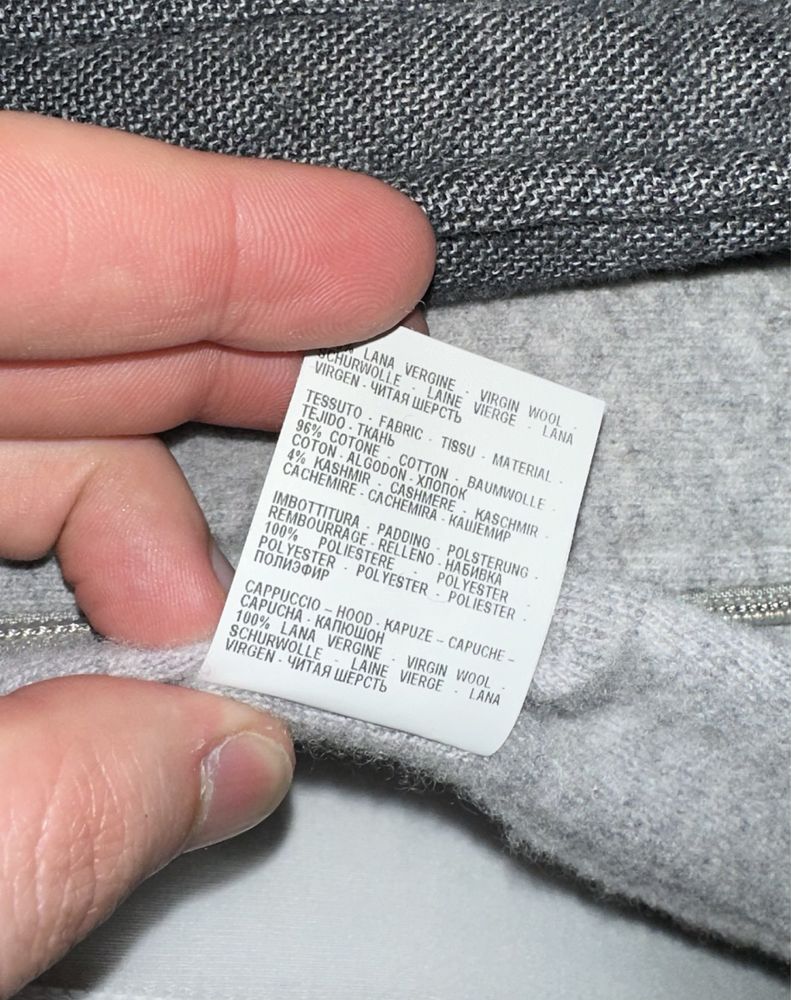 LANA VERGINE - VIRGIN WOOL -
SCHURWOLLE - LAINE VIERGE - LANA
VIRGEN - ЧИТАЯ ШЕРСТЬ
TESSUTO - FABRIC - TISSU - MATERIAL -
TEJIDO - ТКАНЬ
96% COTONE - COTTON - BAUMWOLLE -
COTON - ALGODON - ХЛОПОК
4% KASHMIR - CASHMERE - KASCHMIR -
CACHEMIRE - CACHEMIRA - КАШЕМИР
IMBOTTITURA - PADDING - POLSTERUNG -
REMBOURRAGE - RELLENO - НАБИВКА
100% POLIESTERE - POLYESTER -
POLYESTER - POLYESTER - POLIESTER -
ПОЛИЭФИР
CAPPUCCIO – HOOD - KAPUZE – CAPUCHE –
CAPUCHA - КАПЮШОН
100% LANA VERGINE - VIRGIN WOOL -
SCHURWOLLE - LAINE VIERGE - LANA
VIRGEN - ЧИТАЯ ШЕРСТЬ